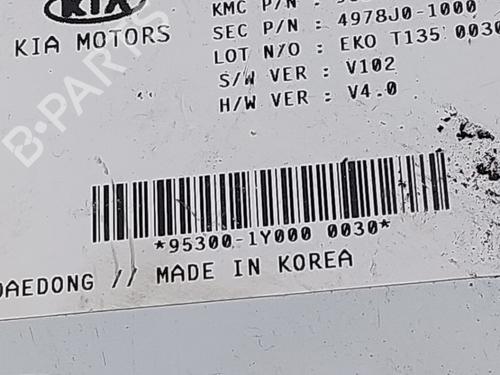 KIA
KMC P/N :
KIA MOTORS
SEC P/N : 4978J0-1000
LOT N/O : EKO T135 0030
S/W VER : V102
H/W VER : V4.0
B-PARTS
*95300-1Y000 0030*
DAEDONG // MADE IN KOREA